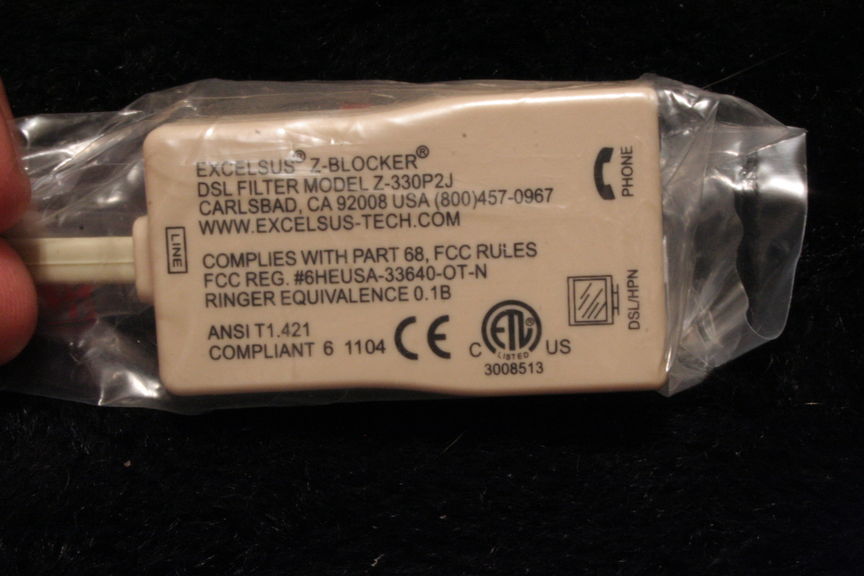 EXCELSUS® Z-BLOCKER®
DSL FILTER MODEL Z-330P2J
CARLSBAD, CA 92008 USA (800)457-0967
WWW.EXCELSUS-TECH.COM
COMPLIES WITH PART 68, FCC RULES
FCC REG. #6HEUSA-33640-OT-N
RINGER EQUIVALENCE 0.1B
ANSI T1.421
COMPLIANT 6 1104
CE
C ETL® US
LISTED
3008513
LINE
PHONE
DSL/HPN